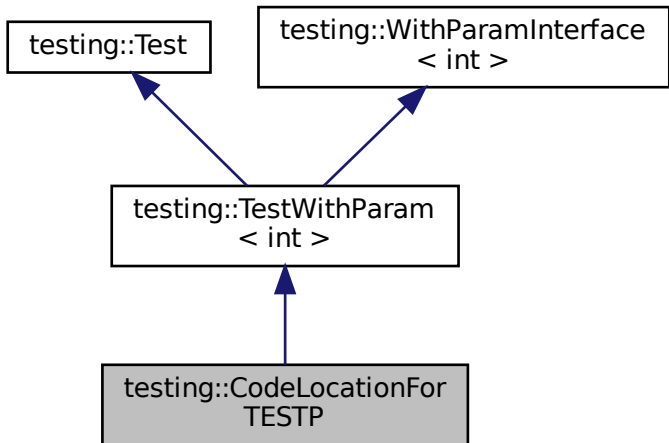 testing::Test
testing::WithParamInterface
< int >
testing::TestWithParam
< int >
testing::CodeLocationFor
TESTP